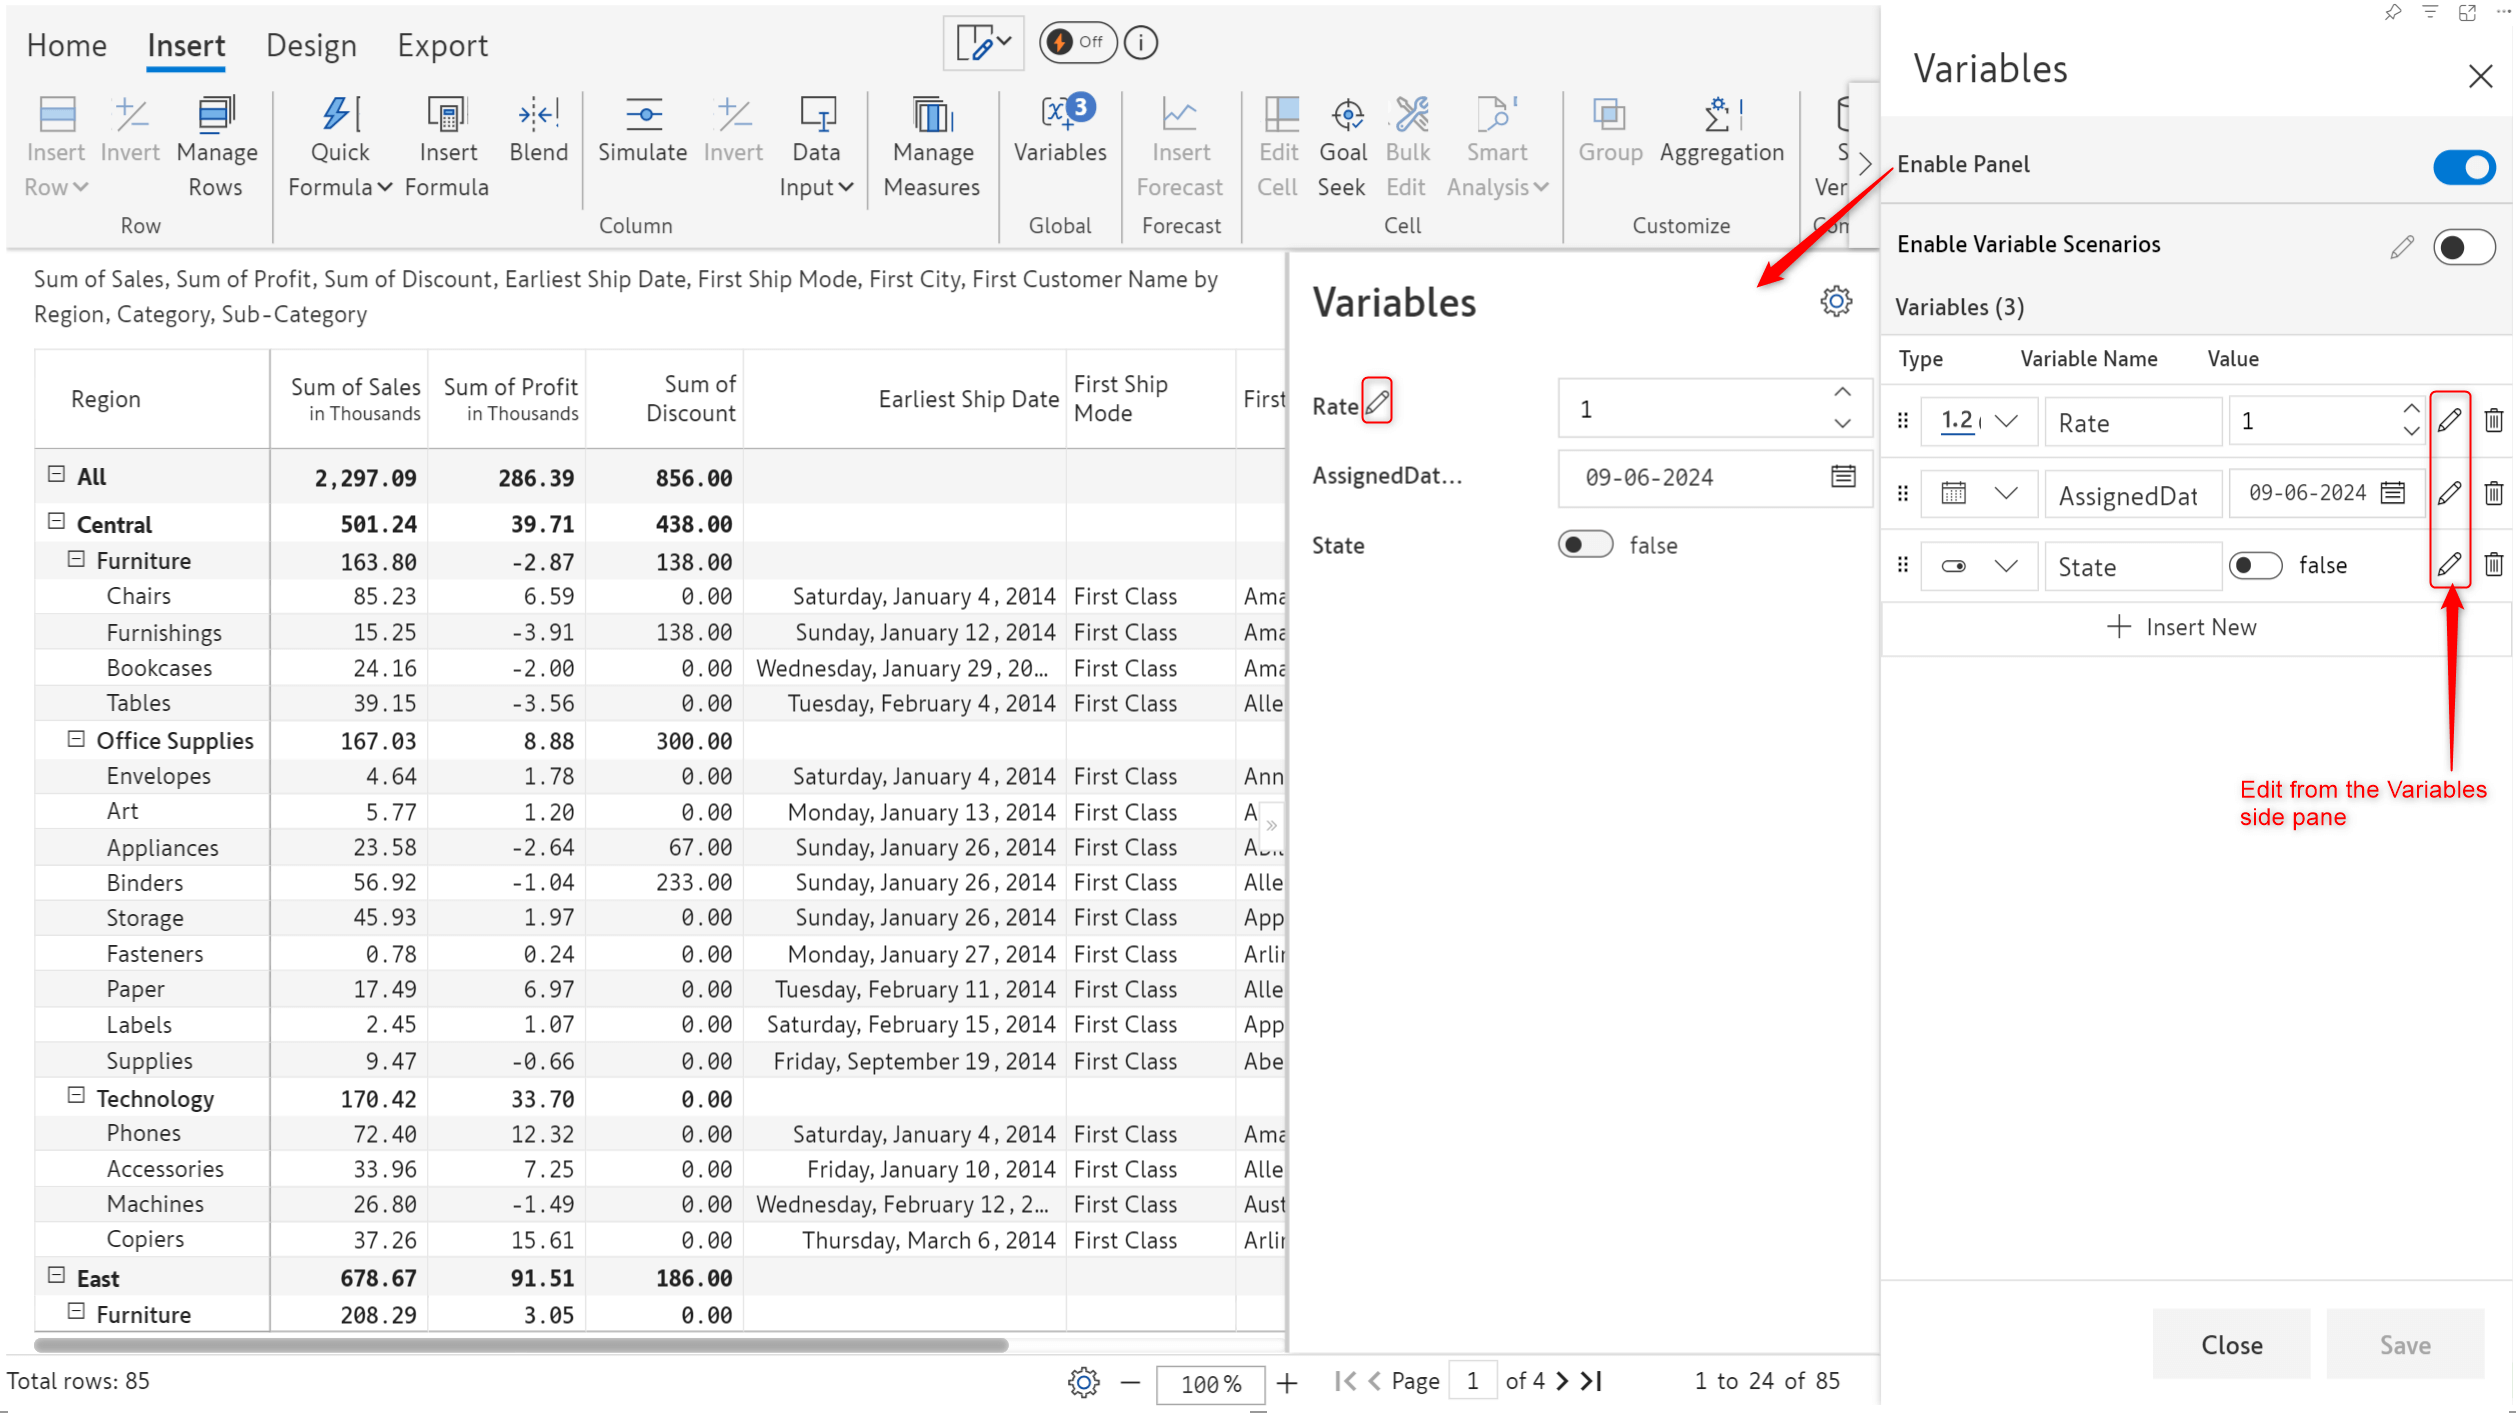 Home Insert Design Export
Off
Insert Row
Invert
Manage Rows
Row
Quick Formula
Insert Formula
Blend
Simulate
Invert
Data Input
Column
Manage Measures
3
Variables
Global
Insert Forecast
Forecast
Edit Cell
Goal Seek
Bulk Edit
Smart Analysis
Cell
Group
Aggregation
Customize
Sum of Sales, Sum of Profit, Sum of Discount, Earliest Ship Date, First Ship Mode, First City, First Customer Name by
Region, Category, Sub-Category
Region Sum of Sales in Thousands Sum of Profit in Thousands Sum of Discount Earliest Ship Date First Ship Mode First
All 2,297.09 286.39 856.00
Central 501.24 39.71 438.00
Furniture 163.80 -2.87 138.00
Chairs 85.23 6.59 0.00 Saturday, January 4, 2014 First Class Ama
Furnishings 15.25 -3.91 138.00 Sunday, January 12, 2014 First Class Ama
Bookcases 24.16 -2.00 0.00 Wednesday, January 29, 20... First Class Ama
Tables 39.15 -3.56 0.00 Tuesday, February 4, 2014 First Class Alle
Office Supplies 167.03 8.88 300.00
Envelopes 4.64 1.78 0.00 Saturday, January 4, 2014 First Class Ann
Art 5.77 1.20 0.00 Monday, January 13, 2014 First Class A
Appliances 23.58 -2.64 67.00 Sunday, January 26, 2014 First Class
Binders 56.92 -1.04 233.00 Sunday, January 26, 2014 First Class Alle
Storage 45.93 1.97 0.00 Sunday, January 26, 2014 First Class App
Fasteners 0.78 0.24 0.00 Monday, January 27, 2014 First Class Arli
Paper 17.49 6.97 0.00 Tuesday, February 11, 2014 First Class Alle
Labels 2.45 1.07 0.00 Saturday, February 15, 2014 First Class App
Supplies 9.47 -0.66 0.00 Friday, September 19, 2014 First Class Abe
Technology 170.42 33.70 0.00
Phones 72.40 12.32 0.00 Saturday, January 4, 2014 First Class Ama
Accessories 33.96 7.25 0.00 Friday, January 10, 2014 First Class Alle
Machines 26.80 -1.49 0.00 Wednesday, February 12, 2... First Class Aust
Copiers 37.26 15.61 0.00 Thursday, March 6, 2014 First Class Arli
East 678.67 91.51 186.00
Furniture 208.29 3.05 0.00
Total rows: 85
100%
Page 1 of 4
1 to 24 of 85
Variables
Rate 1
AssignedDat... 09-06-2024
State false
Variables
Enable Panel
Enable Variable Scenarios
Variables (3)
Type Variable Name Value
1.2 Rate 1
AssignedDat 09-06-2024
State false
Insert New
Edit from the Variables
side pane
Close Save